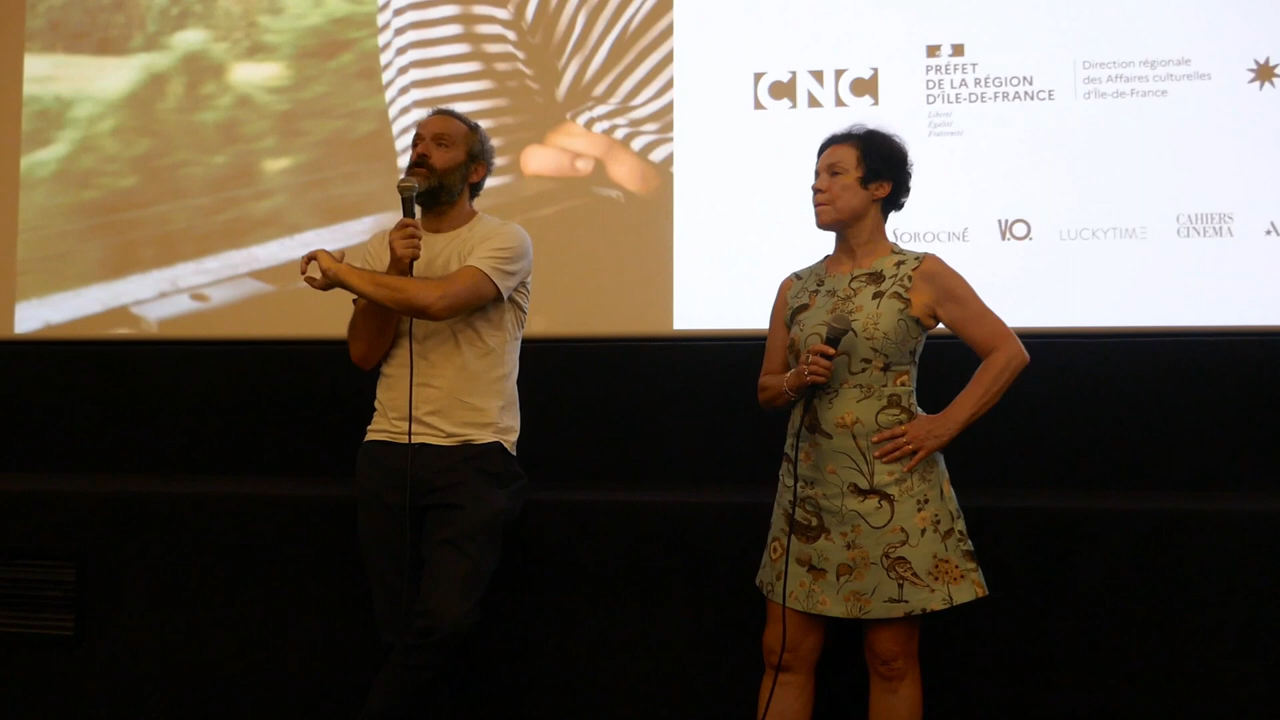 CNC
PRÉFET
DE LA RÉGION
D'ÎLE-DE-FRANCE
Liberté
Égalité
Fraternité
Direction régionale
des Affaires culturelles
d'Île-de-France
SOROCINÉ
V.O.
LUCKYTIME
CAHIERS
CINEMA